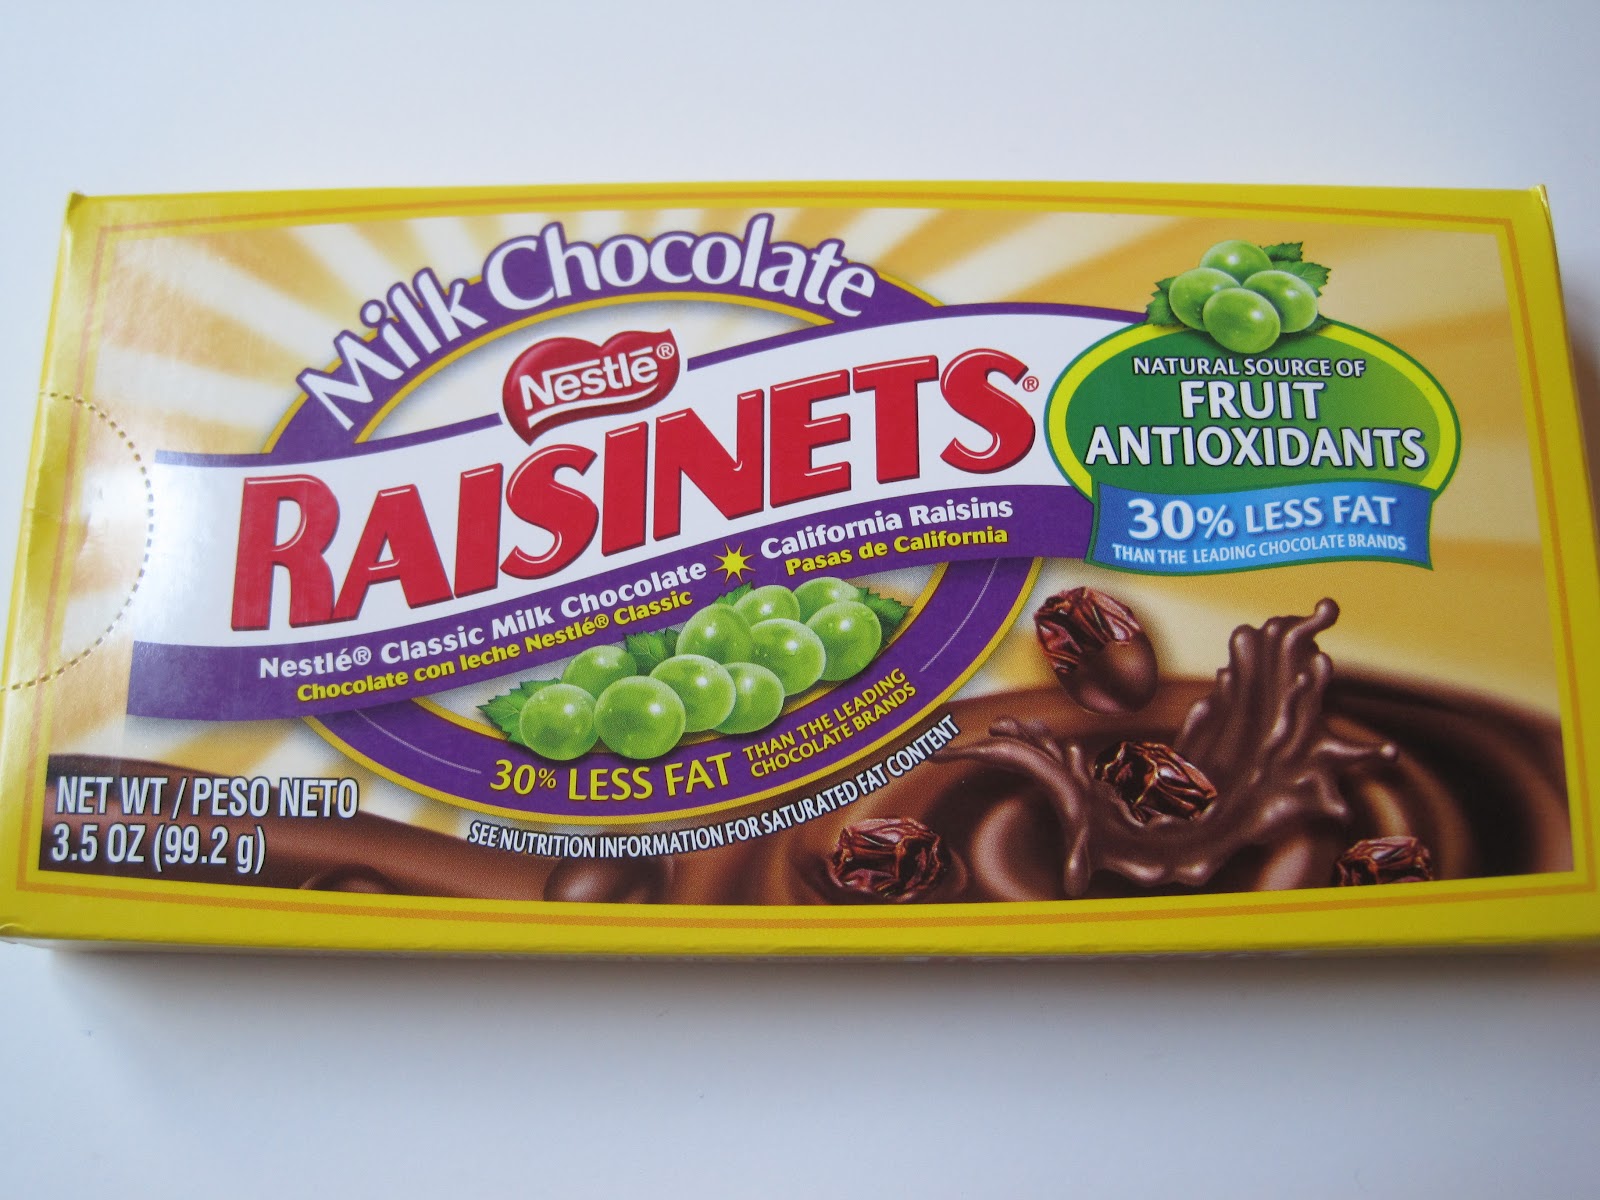 Milk Chocolate
Nestlē®
RAISINETS®
Nestlé® Classic Milk Chocolate
Chocolate con leche Nestlé® Classic
California Raisins
Pasas de California
30% LESS FAT
THAN THE LEADING
CHOCOLATE BRANDS
SEE NUTRITION INFORMATION FOR SATURATED FAT CONTENT
NATURAL SOURCE OF
FRUIT
ANTIOXIDANTS
30% LESS FAT
THAN THE LEADING CHOCOLATE BRANDS
NET WT / PESO NETO
3.5 OZ (99.2 g)